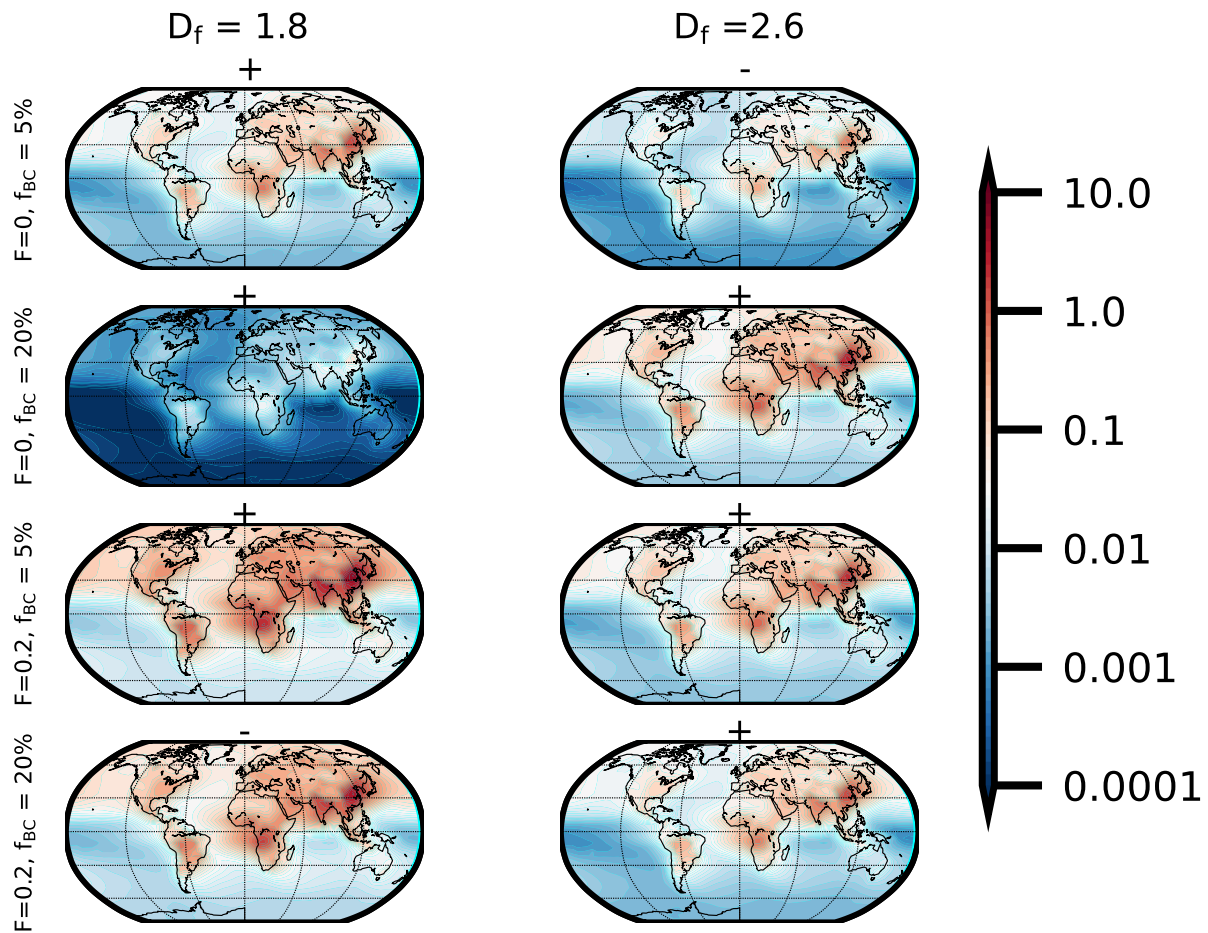 D_f = 1.8
D_f =2.6
+
-
F=0, f_BC = 5%
+
+
F=0, f_BC = 20%
+
+
F=0.2, f_BC = 5%
-
+
F=0.2, f_BC = 20%
10.0
1.0
0.1
0.01
0.001
0.0001